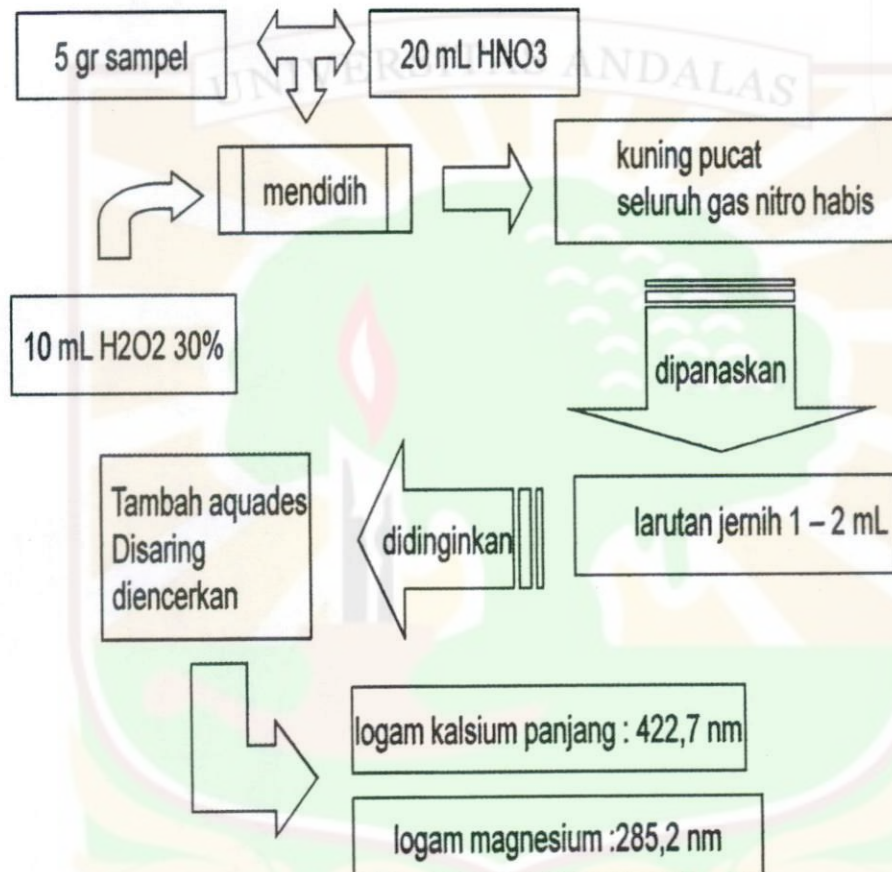 5 gr sampel
20 mL HNO3
UNIVERSITAS ANDALAS
mendidih
kuning pucat
seluruh gas nitro habis
10 mL H2O2 30%
dipanaskan
larutan jernih 1 – 2 mL
didinginkan
Tambah aquades
Disaring
diencerkan
logam kalsium panjang : 422,7 nm
logam magnesium :285,2 nm